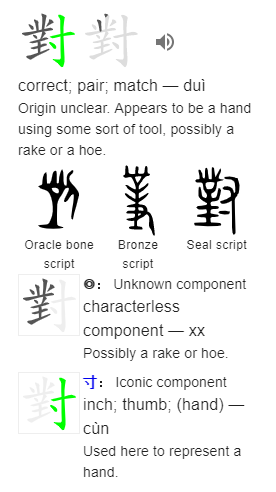 對 對
correct; pair; match — duì
Origin unclear. Appears to be a hand
using some sort of tool, possibly a
rake or a hoe.
Oracle bone script
Bronze script
Seal script
對 ❸: Unknown component
characterless
component — xx
Possibly a rake or hoe.
對 寸: Iconic component
inch; thumb; (hand) —
cùn
Used here to represent a
hand.